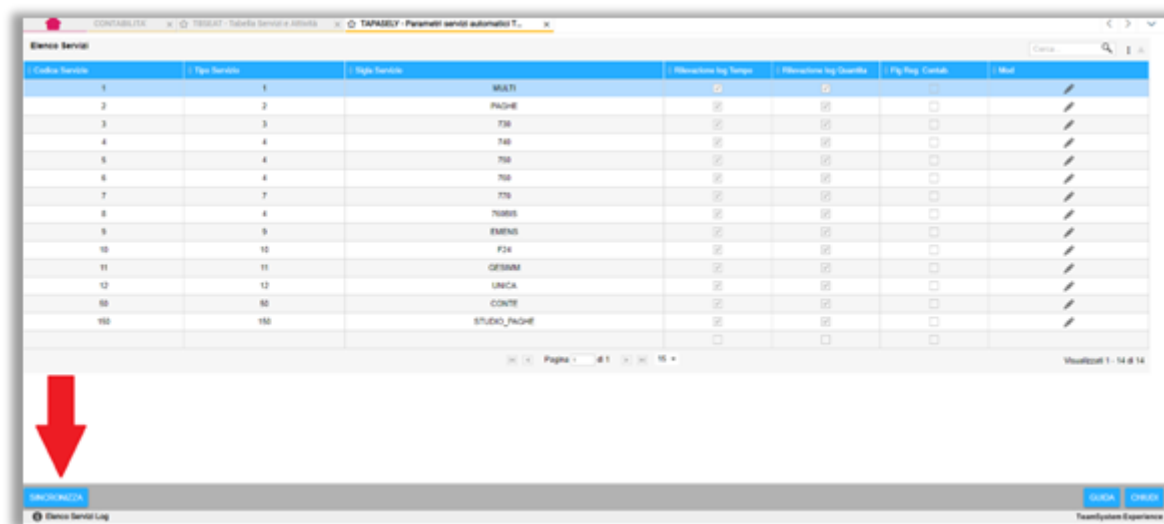 CONTABILITA' x TBSEAT - Tabella Servizi e Attività x TAPASELY - Parametri servizi automatici T... x
Elenco Servizi Cerca...
Codice Servizio Tipo Servizio Sigla Servizio Rilevazione log Tempo Rilevazione log Quantita Flg Reg. Contab. Mod
1 1 MULTI
2 2 PAGHE
3 3 730
4 4 740
5 4 750
6 4 760
7 7 770
8 4 760BIS
9 9 EMENS
10 10 F24
11 11 GESIMM
12 12 UNICA
50 50 CONTE
150 150 STUDIO_PAGHE
Pagina di 1 15 Visualizzati 1 - 14 di 14
SINCRONIZZA GUIDA CHIUDI
Elenco Servizi Log TeamSystem Experience